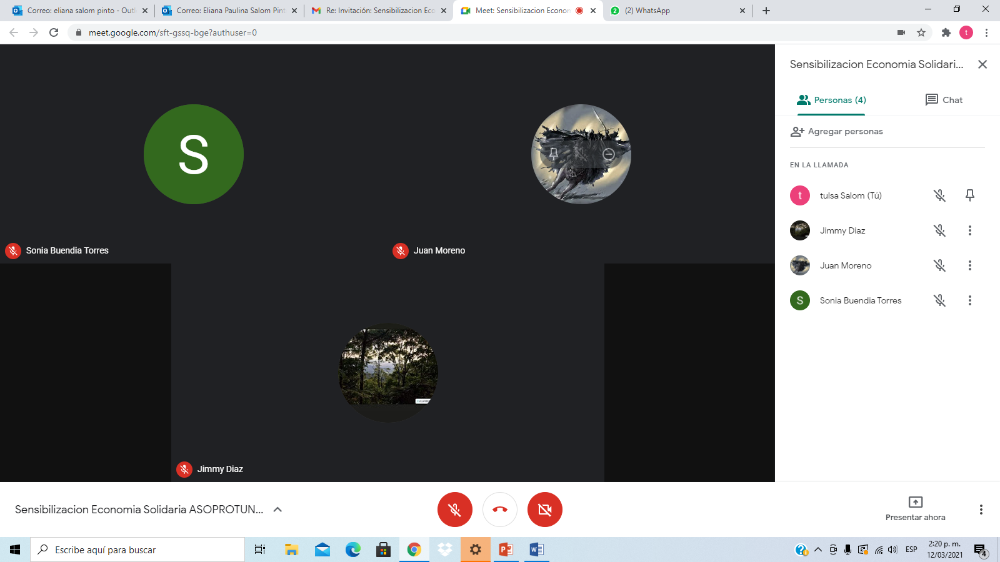 Correo: eliana salom pinto - Outl
Correo: Eliana Paulina Salom Pint
Re: Invitación: Sensibilizacion Eco
Meet: Sensibilizacion Econom
(2) WhatsApp
meet.google.com/sft-gssq-bge?authuser=0
t
S
Sonia Buendia Torres
Juan Moreno
Jimmy Diaz
Sensibilizacion Economia Solidari...
Personas (4)
Chat
Agregar personas
EN LA LLAMADA
t
tulsa Salom (Tú)
Jimmy Diaz
Juan Moreno
S
Sonia Buendia Torres
Sensibilizacion Economia Solidaria ASOPROTUN...
Presentar ahora
Escribe aquí para buscar
ESP
2:20 p. m.
12/03/2021
4